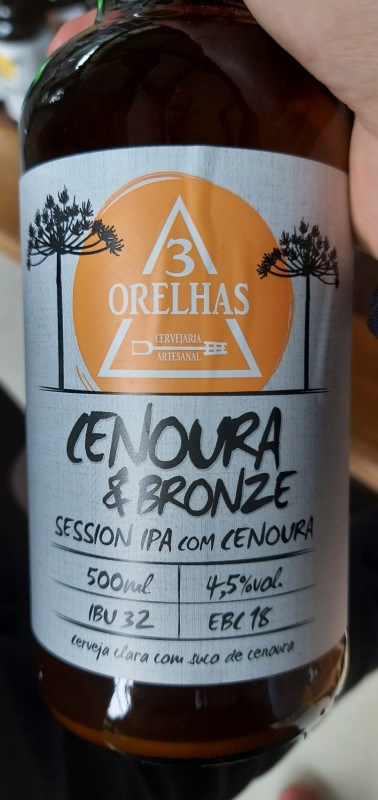 3
ORELHAS
CERVEJARIA
ARTESANAL
CENOURA
& BRONZE
SESSION IPA COM CENOURA
500ml 4,5%vol.
IBU 32 EBC 18
cerveja clara com suco de cenoura